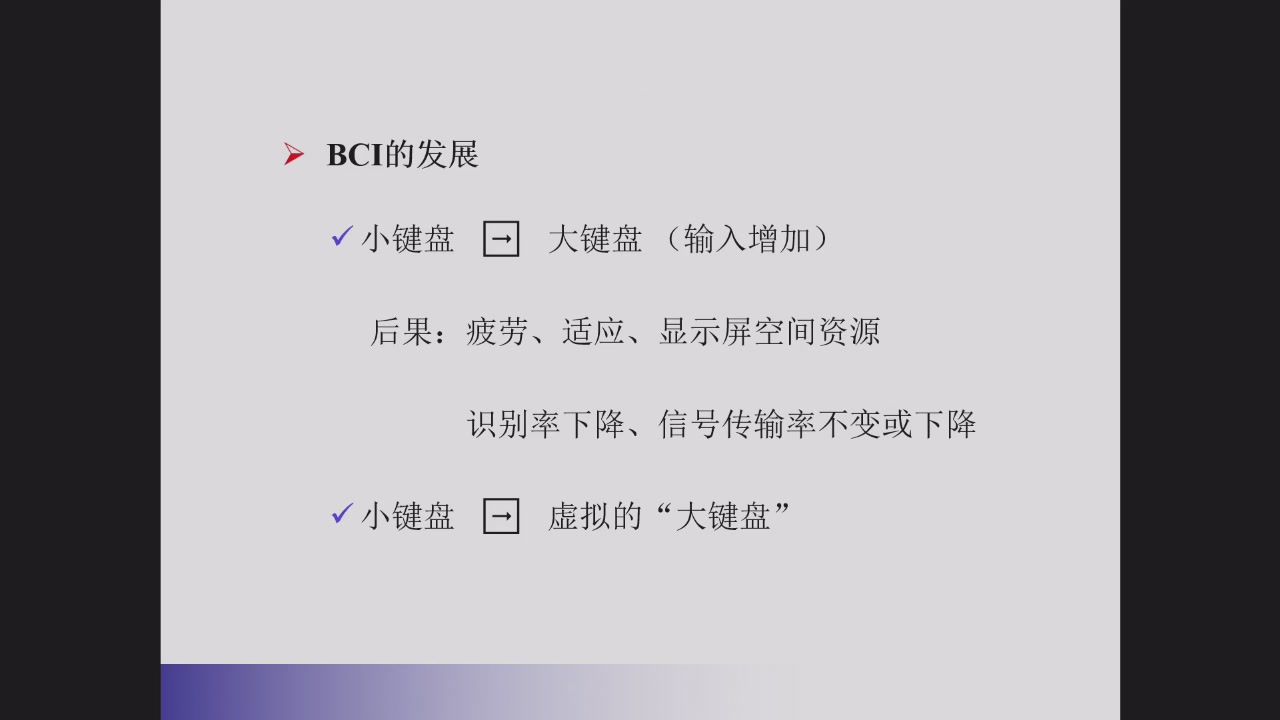 BCI的发展
小键盘 → 大键盘 （输入增加）
后果：疲劳、适应、显示屏空间资源
识别率下降、信号传输率不变或下降
小键盘 → 虚拟的“大键盘”